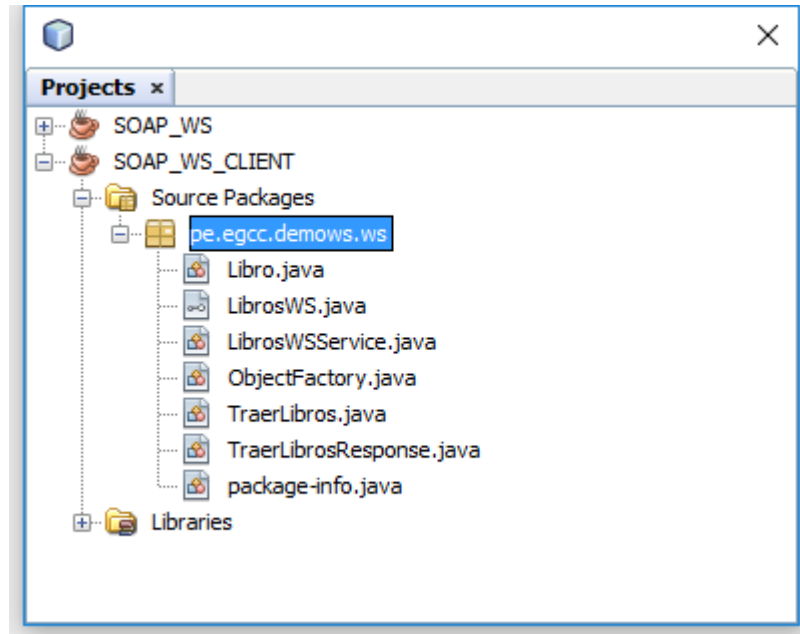 Projects
SOAP_WS
SOAP_WS_CLIENT
Source Packages
pe.egcc.demows.ws
Libro.java
LibrosWS.java
LibrosWSService.java
ObjectFactory.java
TraerLibros.java
TraerLibrosResponse.java
package-info.java
Libraries